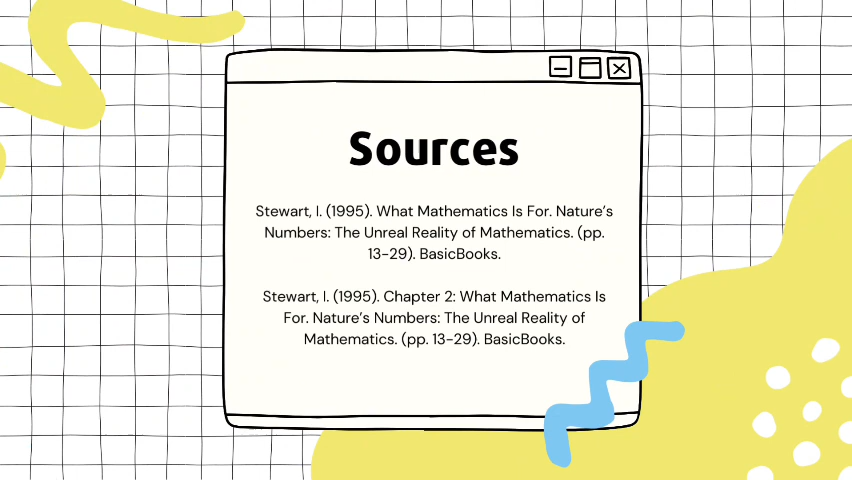 Sources
Stewart, I. (1995). What Mathematics Is For. Nature’s
Numbers: The Unreal Reality of Mathematics. (pp.
13-29). BasicBooks.
Stewart, I. (1995). Chapter 2: What Mathematics Is
For. Nature’s Numbers: The Unreal Reality of
Mathematics. (pp. 13-29). BasicBooks.